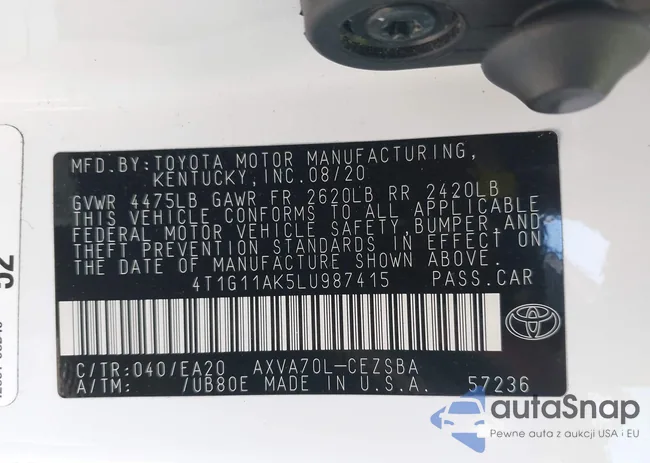 MFD.BY:TOYOTA MOTOR MANUFACTURING,
KENTUCKY, INC.08/20
GVWR 4475LB GAWR FR 2620LB RR 2420LB
THIS VEHICLE CONFORMS TO ALL APPLICABLE
FEDERAL MOTOR VEHICLE SAFETY, BUMPER, AND
THEFT PREVENTION STANDARDS IN EFFECT ON
THE DATE OF MANUFACTURE SHOWN ABOVE.
4T1G11AK5LU987415 PASS.CAR
C/TR:040/EA20 AXVA70L-CEZSBA
A/TM: /UB80E MADE IN U.S.A. 57236
52
autaSnap
Pewne auta z aukcji USA i EU